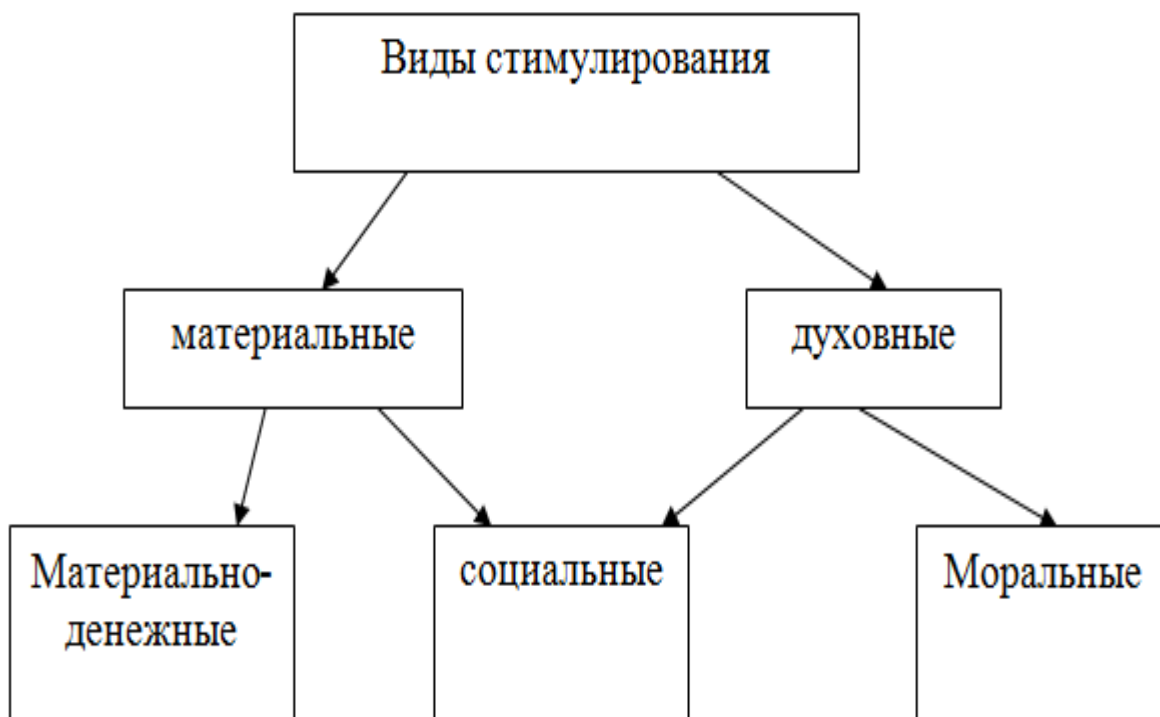 Виды стимулирования
материальные
духовные
Материально-
денежные
социальные
Моральные